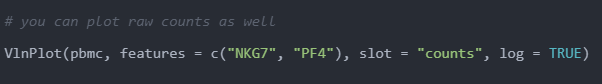 # you can plot raw counts as well
VlnPlot(pbmc, features = c("NKG7", "PF4"), slot = "counts", log = TRUE)